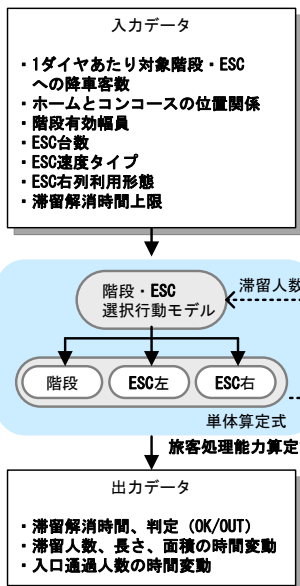 入力データ
・1ダイヤあたり対象階段・ESC
への降車客数
・ホームとコンコースの位置関係
・階段有効幅員
・ESC台数
・ESC速度タイプ
・ESC右列利用形態
・滞留解消時間上限
階段・ESC
選択行動モデル
滞留人数
階段
ESC左
ESC右
単体算定式
旅客処理能力算定
出力データ
・滞留解消時間、判定（OK/OUT）
・滞留人数、長さ、面積の時間変動
・入口通過人数の時間変動